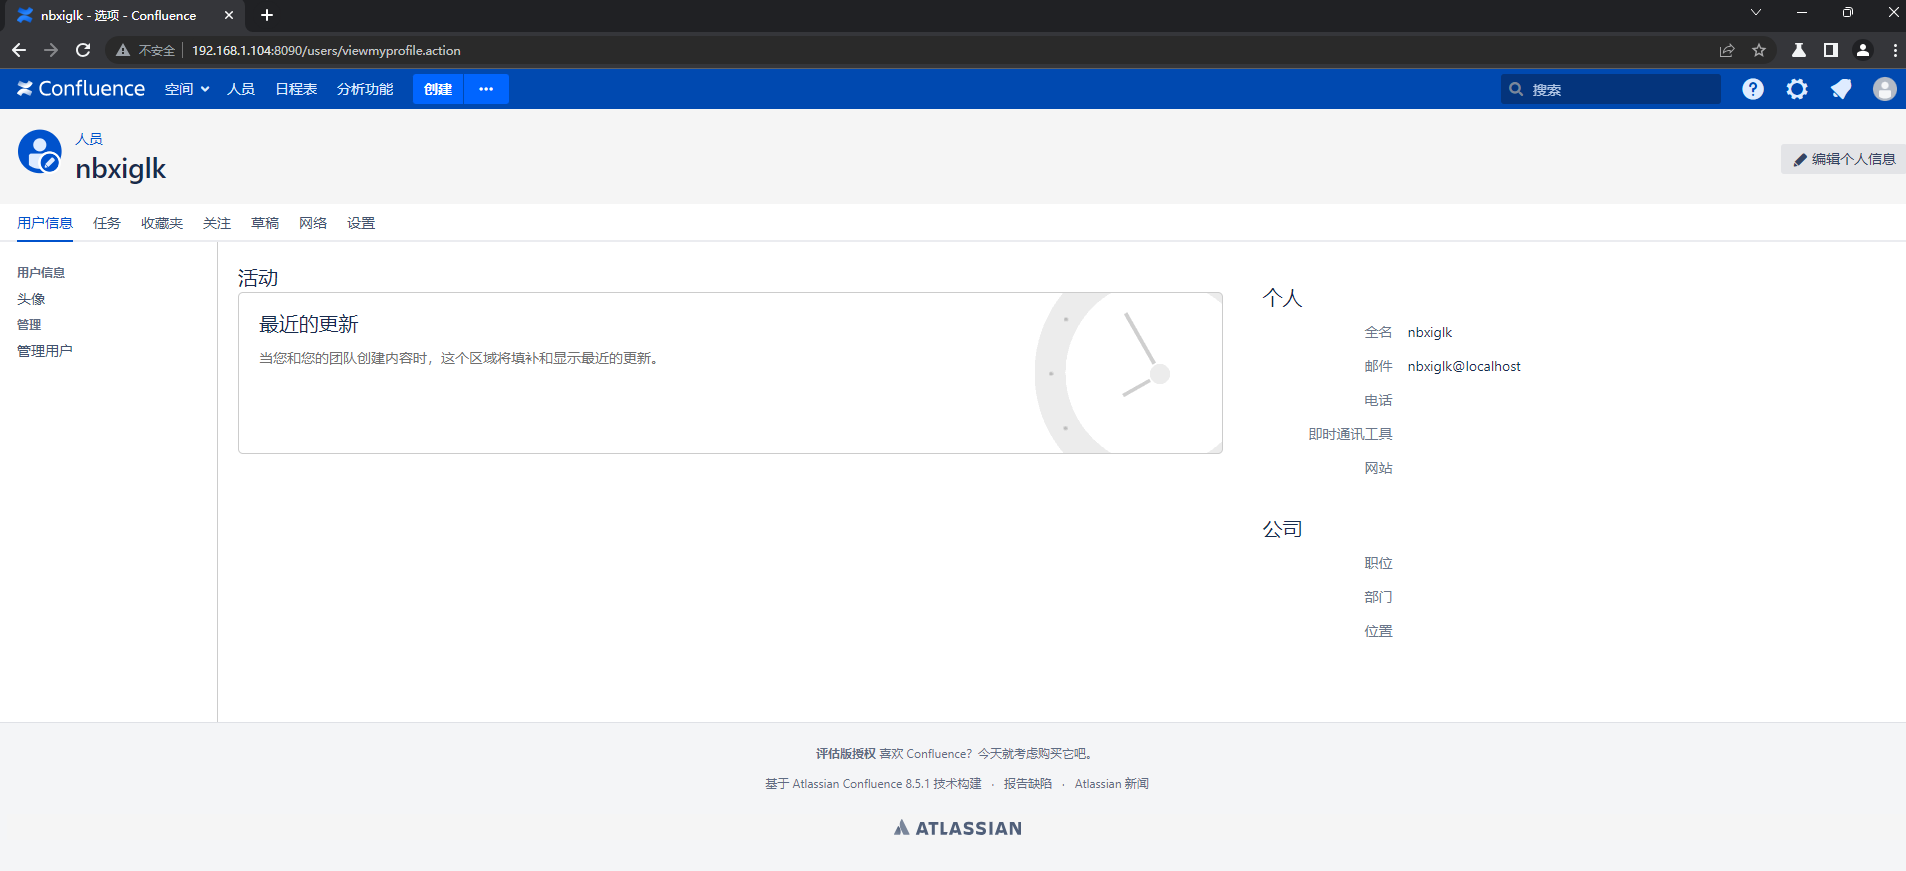 nbxiglk - 选项 - Confluence
不安全 192.168.1.104:8090/users/viewmyprofile.action
Confluence 空间 人员 日程表 分析功能 创建 ··· 搜索
人员
nbxiglk
编辑个人信息
用户信息 任务 收藏夹 关注 草稿 网络 设置
用户信息
头像
管理
管理用户
活动
最近的更新
当您和您的团队创建内容时，这个区域将填补和显示最近的更新。
个人
全名 nbxiglk
邮件 nbxiglk@localhost
电话
即时通讯工具
网站
公司
职位
部门
位置
评估版授权 喜欢 Confluence？今天就考虑购买它吧。
基于 Atlassian Confluence 8.5.1 技术构建 · 报告缺陷 · Atlassian 新闻
ATLASSIAN